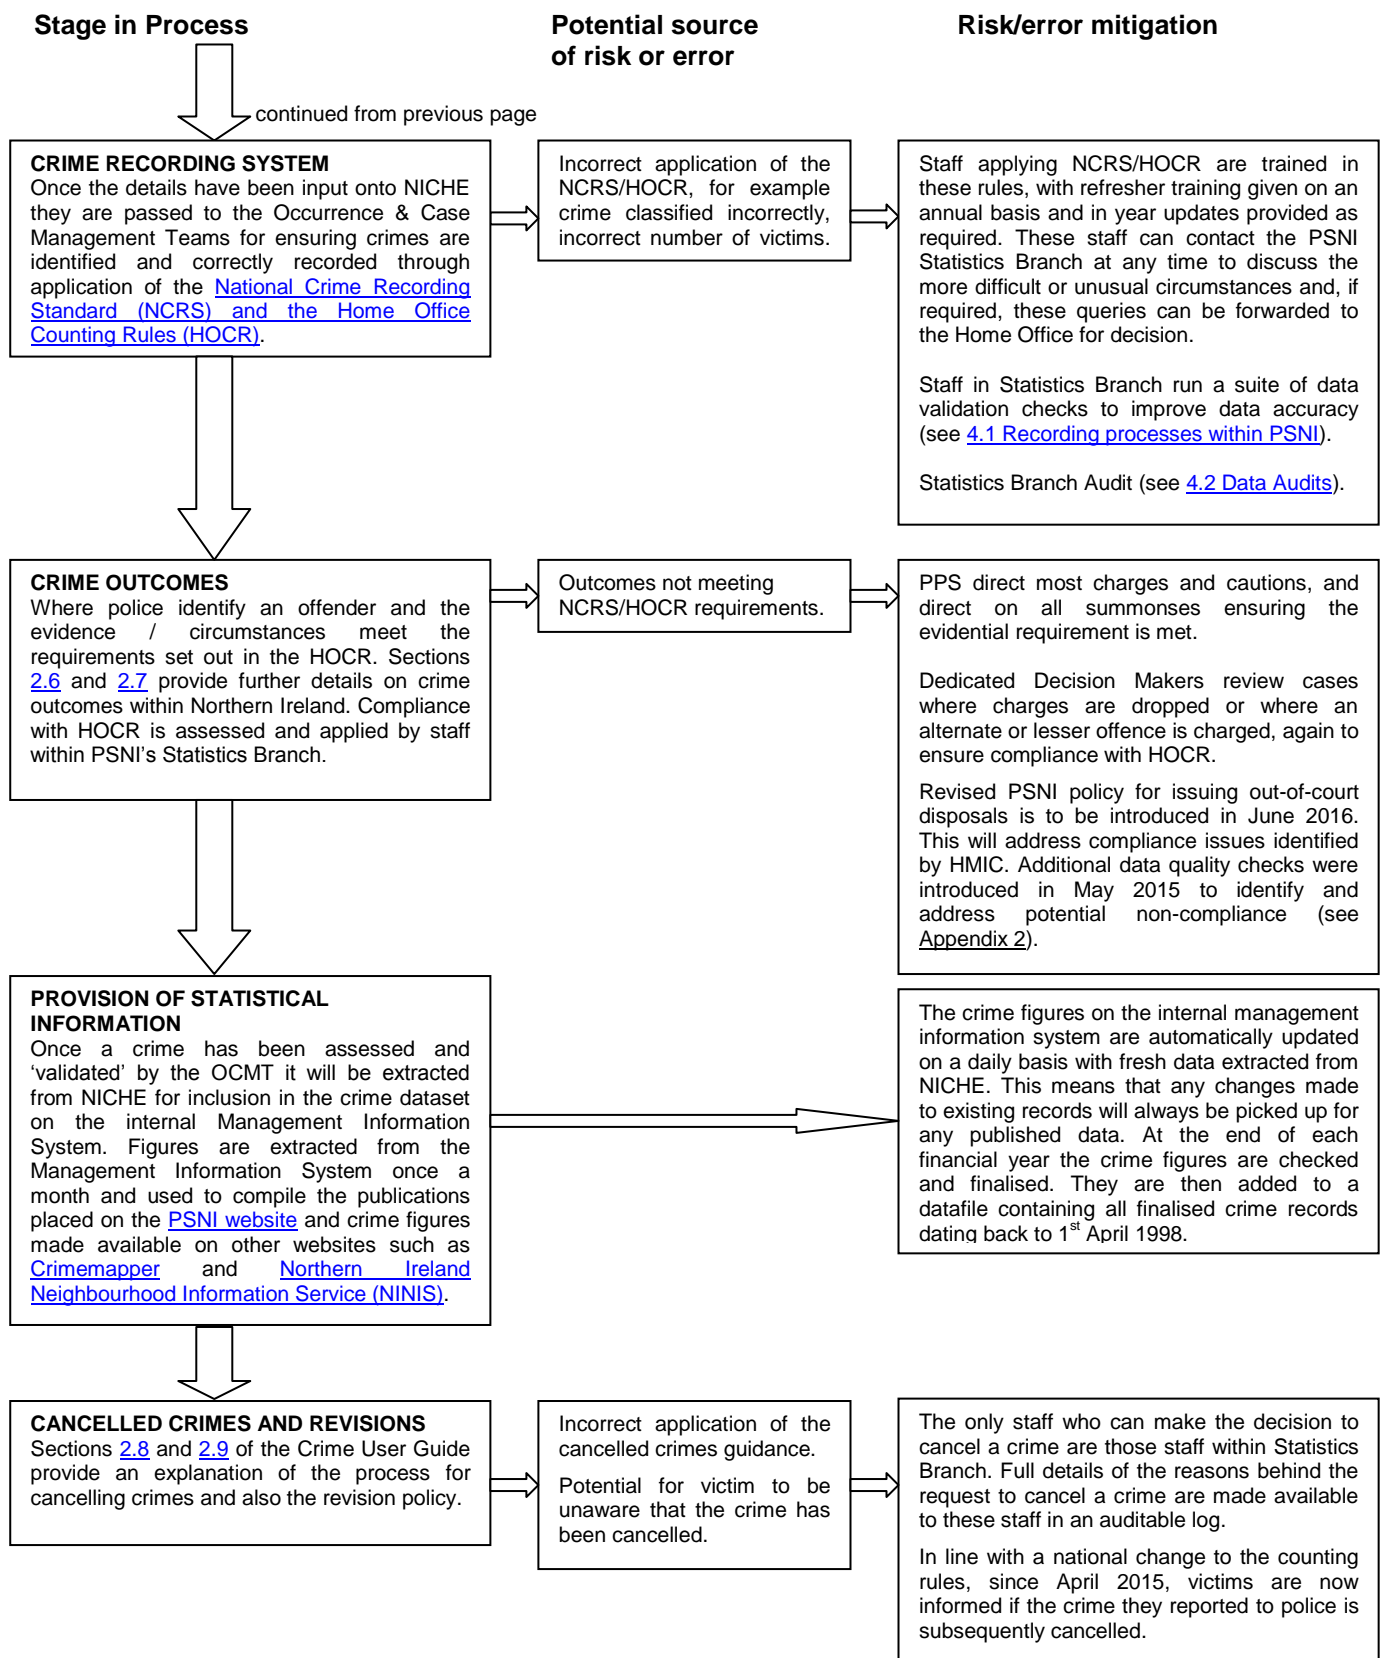 Stage in Process
Potential source
of risk or error
Risk/error mitigation
continued from previous page
CRIME RECORDING SYSTEM
Once the details have been input onto NICHE
they are passed to the Occurrence & Case
Management Teams for ensuring crimes are
identified and correctly recorded through
application of the National Crime Recording
Standard (NCRS) and the Home Office
Counting Rules (HOCR).
Incorrect application of the
NCRS/HOCR, for example
crime classified incorrectly,
incorrect number of victims.
Staff applying NCRS/HOCR are trained in
these rules, with refresher training given on an
annual basis and in year updates provided as
required. These staff can contact the PSNI
Statistics Branch at any time to discuss the
more difficult or unusual circumstances and, if
required, these queries can be forwarded to
the Home Office for decision.
Staff in Statistics Branch run a suite of data
validation checks to improve data accuracy
(see 4.1 Recording processes within PSNI).
Statistics Branch Audit (see 4.2 Data Audits).
CRIME OUTCOMES
Where police identify an offender and the
evidence / circumstances meet the
requirements set out in the HOCR. Sections
2.6 and 2.7 provide further details on crime
outcomes within Northern Ireland. Compliance
with HOCR is assessed and applied by staff
within PSNI's Statistics Branch.
Outcomes not meeting
NCRS/HOCR requirements.
PPS direct most charges and cautions, and
direct on all summonses ensuring the
evidential requirement is met.
Dedicated Decision Makers review cases
where charges are dropped or where an
alternate or lesser offence is charged, again to
ensure compliance with HOCR.
Revised PSNI policy for issuing out-of-court
disposals is to be introduced in June 2016.
This will address compliance issues identified
by HMIC. Additional data quality checks were
introduced in May 2015 to identify and
address potential non-compliance (see
Appendix 2).
PROVISION OF STATISTICAL
INFORMATION
Once a crime has been assessed and
'validated' by the OCMT it will be extracted
from NICHE for inclusion in the crime dataset
on the internal Management Information
System. Figures are extracted from the
Management Information System once a
month and used to compile the publications
placed on the PSNI website and crime figures
made available on other websites such as
Crimemapper and Northern Ireland
Neighbourhood Information Service (NINIS).
The crime figures on the internal management
information system are automatically updated
on a daily basis with fresh data extracted from
NICHE. This means that any changes made
to existing records will always be picked up for
any published data. At the end of each
financial year the crime figures are checked
and finalised. They are then added to a
datafile containing all finalised crime records
dating back to 1st April 1998.
CANCELLED CRIMES AND REVISIONS
Sections 2.8 and 2.9 of the Crime User Guide
provide an explanation of the process for
cancelling crimes and also the revision policy.
Incorrect application of the
cancelled crimes guidance.
Potential for victim to be
unaware that the crime has
been cancelled.
The only staff who can make the decision to
cancel a crime are those staff within Statistics
Branch. Full details of the reasons behind the
request to cancel a crime are made available
to these staff in an auditable log.
In line with a national change to the counting
rules, since April 2015, victims are now
informed if the crime they reported to police is
subsequently cancelled.